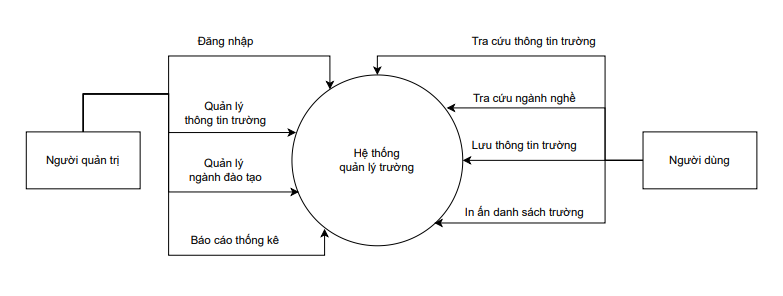 Đăng nhập
Tra cứu thông tin trường
Quản lý
thông tin trường
Tra cứu ngành nghề
Người quản trị
Hệ thống
quản lý trường
Lưu thông tin trường
Người dùng
Quản lý
ngành đào tạo
In ấn danh sách trường
Báo cáo thống kê